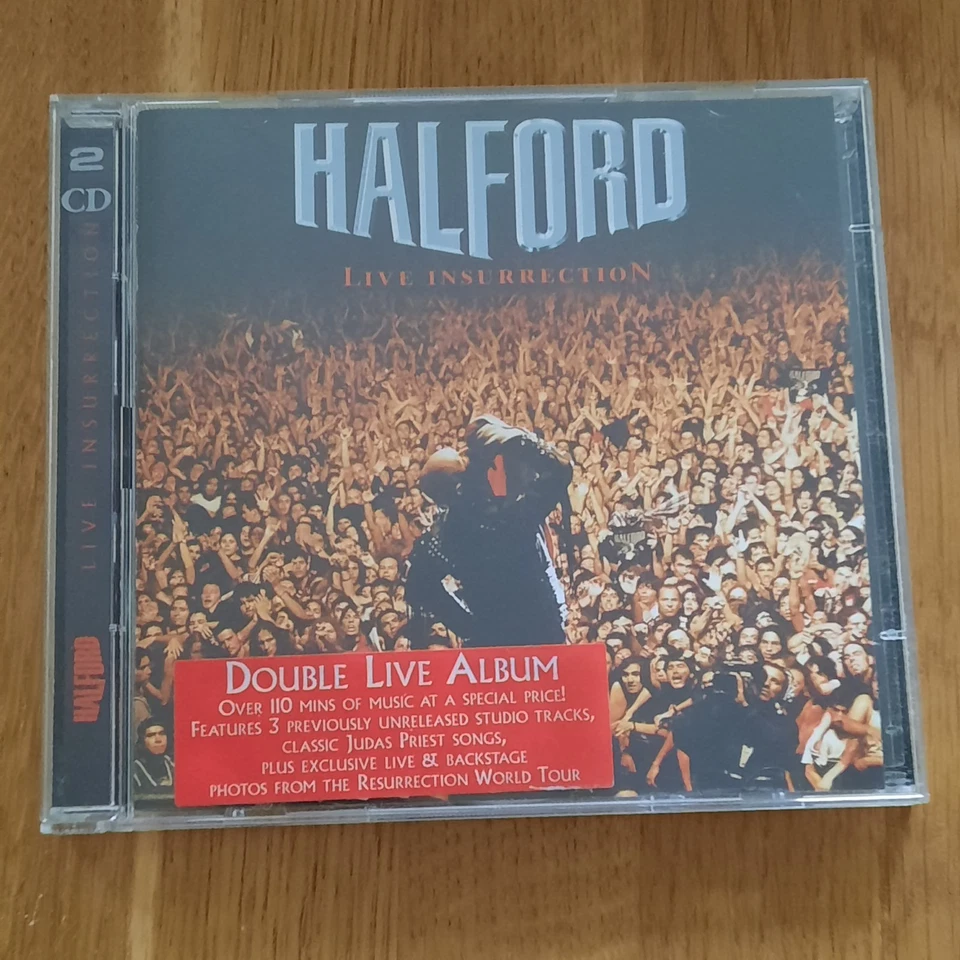 2
CD
LIVE INSURRECTION
HALFORD
HALFORD
LIVE INSURRECTION
HALFORD
HALFORD
DOUBLE LIVE ALBUM
OVER 110 MINS OF MUSIC AT A SPECIAL PRICE!
FEATURES 3 PREVIOUSLY UNRELEASED STUDIO TRACKS,
CLASSIC JUDAS PRIEST SONGS,
PLUS EXCLUSIVE LIVE & BACKSTAGE
PHOTOS FROM THE RESURRECTION WORLD TOUR